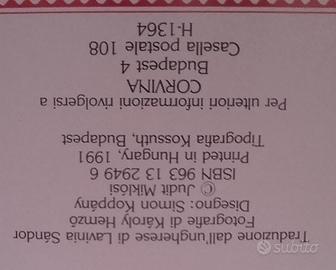 Traduzione dall'ungherese di Lavinia Sándor
Fotografie di Károly Hemző
Disegno: Simon Koppány
© Judit Miklósi
ISBN 963 13 2949 6
Printed in Hungary, 1991
Tipografia Kossuth, Budapest
Per ulteriori informazioni rivolgersi a
CORVINA
Budapest 4
Casella postale 108
H-1364
subito